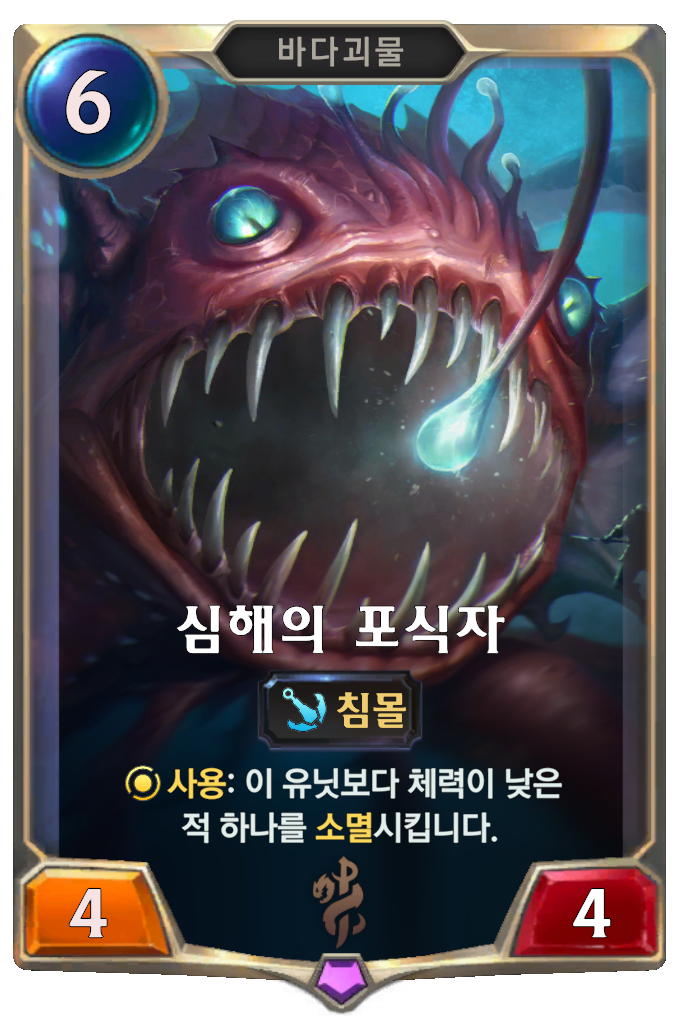 바다괴물
6
심해의 포식자
침몰
사용: 이 유닛보다 체력이 낮은
적 하나를 소멸시킵니다.
4
4